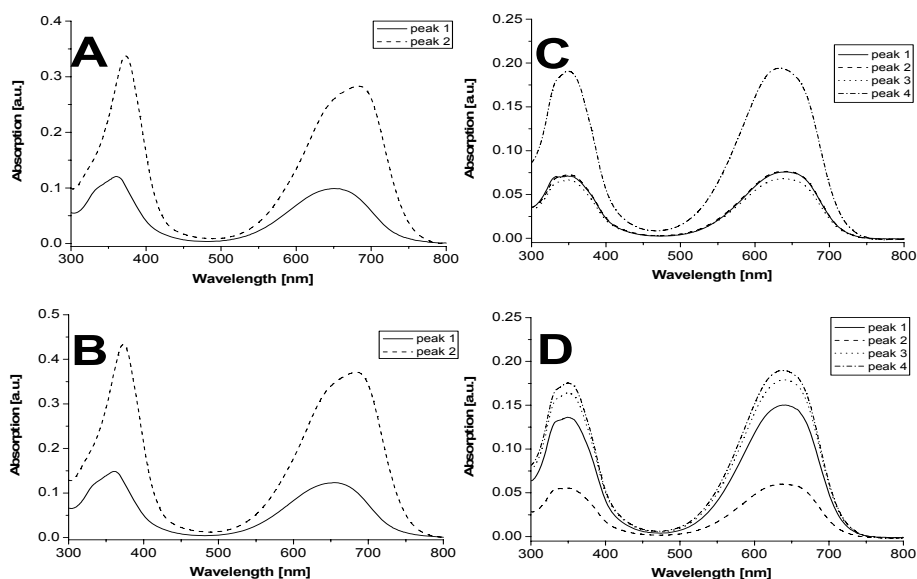 A
peak 1
peak 2
0.4
0.3
0.2
0.1
0.0
Absorption [a.u.]
300 400 500 600 700 800
Wavelength [nm]
C
peak 1
peak 2
peak 3
peak 4
0.25
0.20
0.15
0.10
0.05
0.00
Absorption [a.u.]
300 400 500 600 700 800
Wavelength [nm]
B
peak 1
peak 2
0.5
0.4
0.3
0.2
0.1
0.0
Absorption [a.u.]
300 400 500 600 700 800
Wavelength [nm]
D
peak 1
peak 2
peak 3
peak 4
0.25
0.20
0.15
0.10
0.05
0.00
Absorption [a.u.]
300 400 500 600 700 800
Wavelength [nm]